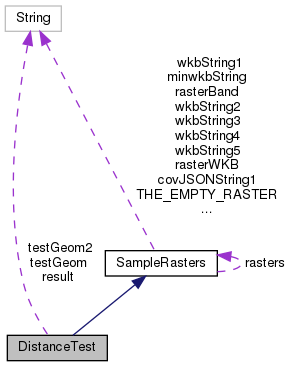 String
wkbString1
minwkbString
rasterBand
wkbString2
wkbString3
wkbString4
wkbString5
rasterWKB
covJSONString1
THE_EMPTY_RASTER
...
testGeom2
testGeom
result
SampleRasters
rasters
DistanceTest